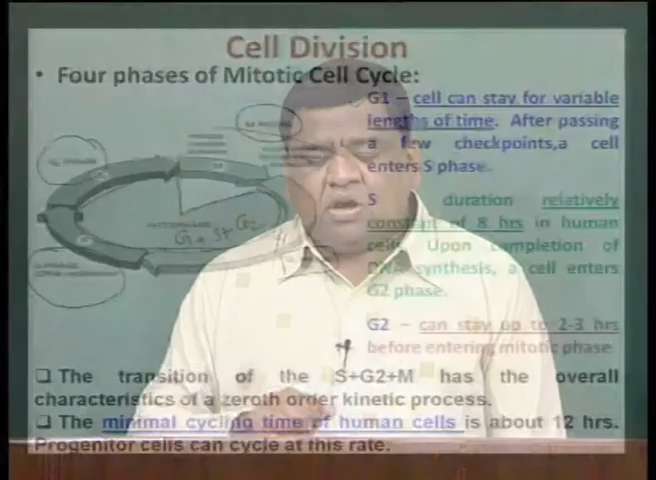 Cell Division
• Four phases of Mitotic Cell Cycle:
G1 – cell can stay for variable
lengths of time. After passing
a few checkpoints,a cell
enters S phase.
S duration relatively
constant of 8 hrs in human
cells. Upon completion of
DNA synthesis, a cell enters
G2 phase.
G2 – can stay up to 2-3 hrs
before entering mitotic phase
G1 + S + G2
❑ The transition of the S+G2+M has the overall
characteristics of a zeroth order kinetic process.
❑ The minimal cycling time of human cells is about 12 hrs.
Progenitor cells can cycle at this rate.